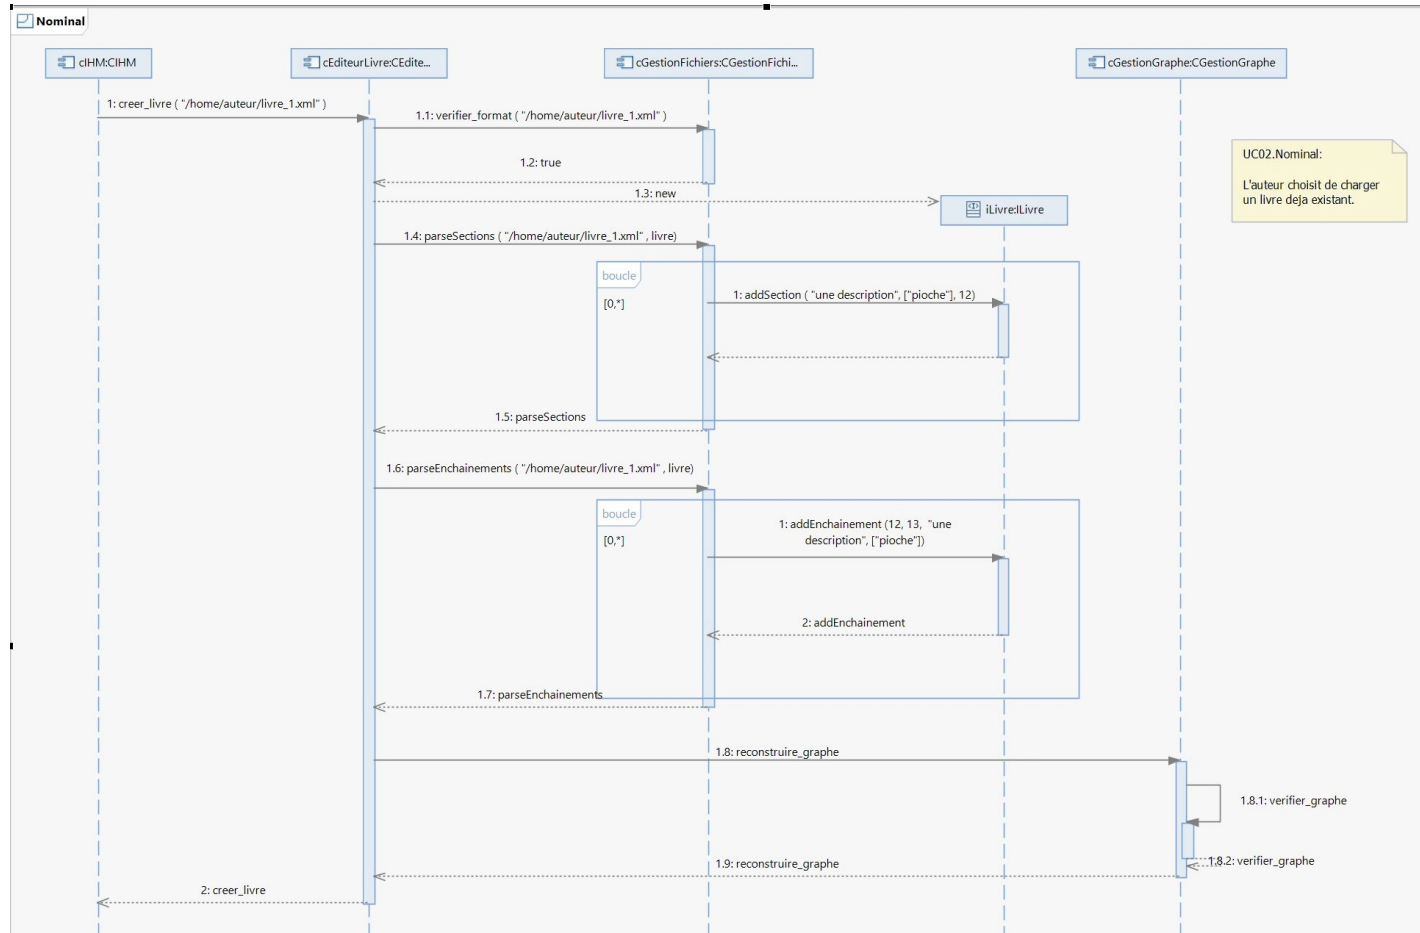 Nominal
cIHM:CIHM
cEditeurLivre:CEdite...
cGestionFichiers:CGestionFichi...
cGestionGraphe:CGestionGraphe
1: creer_livre ( "/home/auteur/livre_1.xml" )
1.1: verifier_format ( "/home/auteur/livre_1.xml" )
1.2: true
UC02.Nominal:
L'auteur choisit de charger
un livre deja existant.
1.3: new
iLivre:ILivre
1.4: parseSections ( "/home/auteur/livre_1.xml" , livre)
boucle
[0,*]
1: addSection ( "une description", ["pioche"], 12)
1.5: parseSections
1.6: parseEnchainements ( "/home/auteur/livre_1.xml" , livre)
boucle
[0,*]
1: addEnchainement (12, 13, "une
description", ["pioche"])
2: addEnchainement
1.7: parseEnchainements
1.8: reconstruire_graphe
1.8.1: verifier_graphe
1.8.2: verifier_graphe
1.9: reconstruire_graphe
2: creer_livre